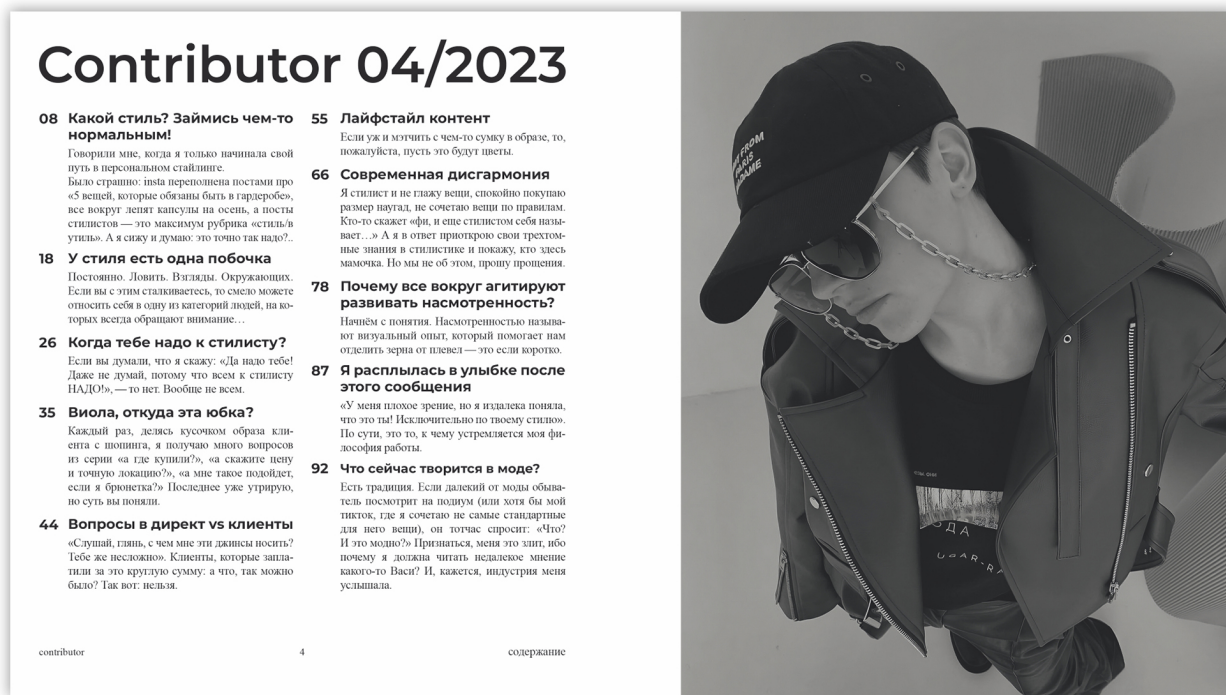 Contributor 04/2023
08 Какой стиль? Займись чем-то
нормальным!
Говорили мне, когда я только начинала свой
путь в персональном стайлинге.
Было страшно: insta переполнена постами про
«5 вещей, которые обязаны быть в гардеробе»,
все вокруг лепят капсулы на осень, а посты
стилистов — это максимум рубрика «стиль/в
утиль». А я сижу и думаю: это точно так надо?..
18 У стиля есть одна побочка
Постоянно. Ловить. Взгляды. Окружающих.
Если вы с этим сталкиваетесь, то смело можете
относить себя в одну из категорий людей, на ко-
торых всегда обращают внимание…
26 Когда тебе надо к стилисту?
Если вы думали, что я скажу: «Да надо тебе!
Даже не думай, потому что всем к стилисту
НАДО!», — то нет. Вообще не всем.
35 Виола, откуда эта юбка?
Каждый раз, делясь кусочком образа кли-
ента с шопинга, я получаю много вопросов
из серии «а где купили?», «а скажите цену
и точную локацию?», «а мне такое подойдет,
если я брюнетка?» Последнее уже утрирую,
но суть вы поняли.
44 Вопросы в директ vs клиенты
«Слушай, глянь, с чем мне эти джинсы носить?
Тебе же несложно». Клиенты, которые запла-
тили за это круглую сумму: а что, так можно
было? Так вот: нельзя.
55 Лайфстайл контент
Если уж и мэтчить с чем-то сумку в образе, то,
пожалуйста, пусть это будут цветы.
66 Современная дисгармония
Я стилист и не глажу вещи, спокойно покупаю
размер наугад, не сочетаю вещи по правилам.
Кто-то скажет «фи, и еще стилистом себя назы-
вает…» А я в ответ приоткрою свои трехтом-
ные знания в стилистике и покажу, кто здесь
мамочка. Но мы не об этом, прошу прощения.
78 Почему все вокруг агитируют
развивать насмотренность?
Начнём с понятия. Насмотренностью называ-
ют визуальный опыт, который помогает нам
отделить зерна от плевел — это если коротко.
87 Я расплылась в улыбке после
этого сообщения
«У меня плохое зрение, но я издалека поняла,
что это ты! Исключительно по твоему стилю».
По сути, это то, к чему устремляется моя фи-
лософия работы.
92 Что сейчас творится в моде?
Есть традиция. Если далекий от моды обыва-
тель посмотрит на подиум (или хотя бы мой
тикток, где я сочетаю не самые стандартные
для него вещи), он тотчас спросит: «Что?
И это модно?» Признаться, меня это злит, ибо
почему я должна читать недалекое мнение
какого-то Васи? И, кажется, индустрия меня
услышала.
contributor 4 содержание
FROM
PARIS
MADAME